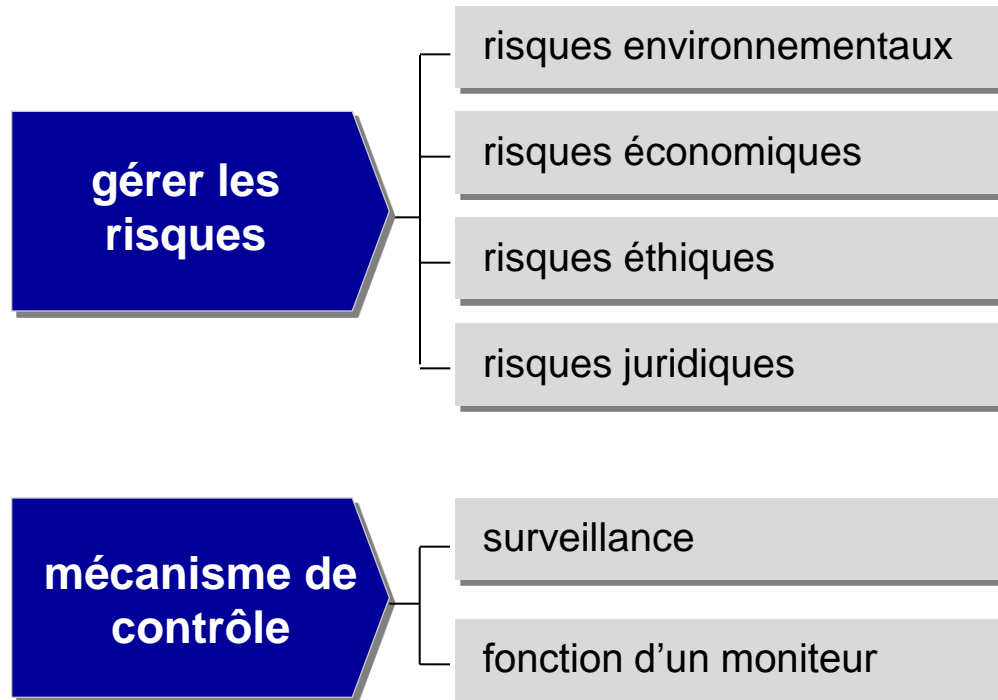 gérer les
risques
risques environnementaux
risques économiques
risques éthiques
risques juridiques
mécanisme de
contrôle
surveillance
fonction d’un moniteur